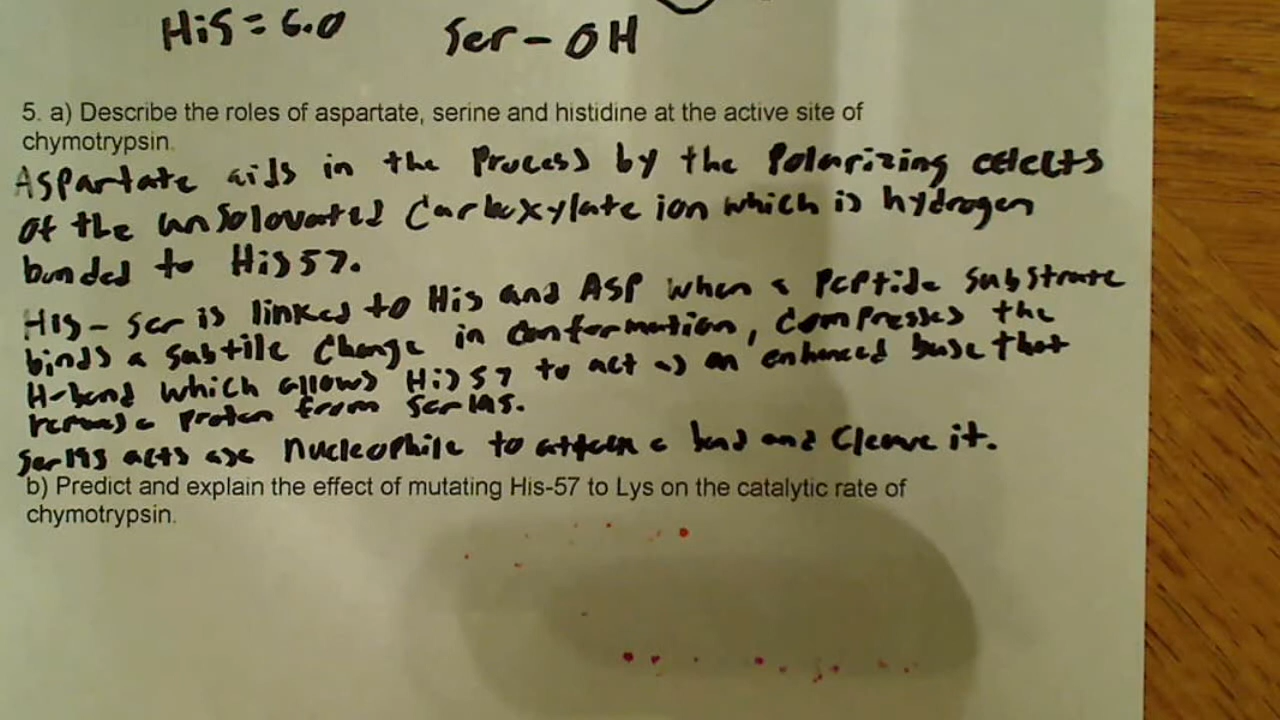 His = 6.0 Ser - OH
5. a) Describe the roles of aspartate, serine and histidine at the active site of
chymotrypsin.
Aspartate aids in the Process by the Polarizing effects
of the unsolovated Carboxylate ion which is hydrogen
bonded to His 57.
His - ser is linked to His and ASP when a Peptide substrate
binds a subtile change in conformation, compresses the
H-bond which allows His 57 to act as an enhanced base that
removes a proton from Ser 195.
Ser 195 acts as a nucleophile to attack a bond and cleave it.
b) Predict and explain the effect of mutating His-57 to Lys on the catalytic rate of
chymotrypsin.